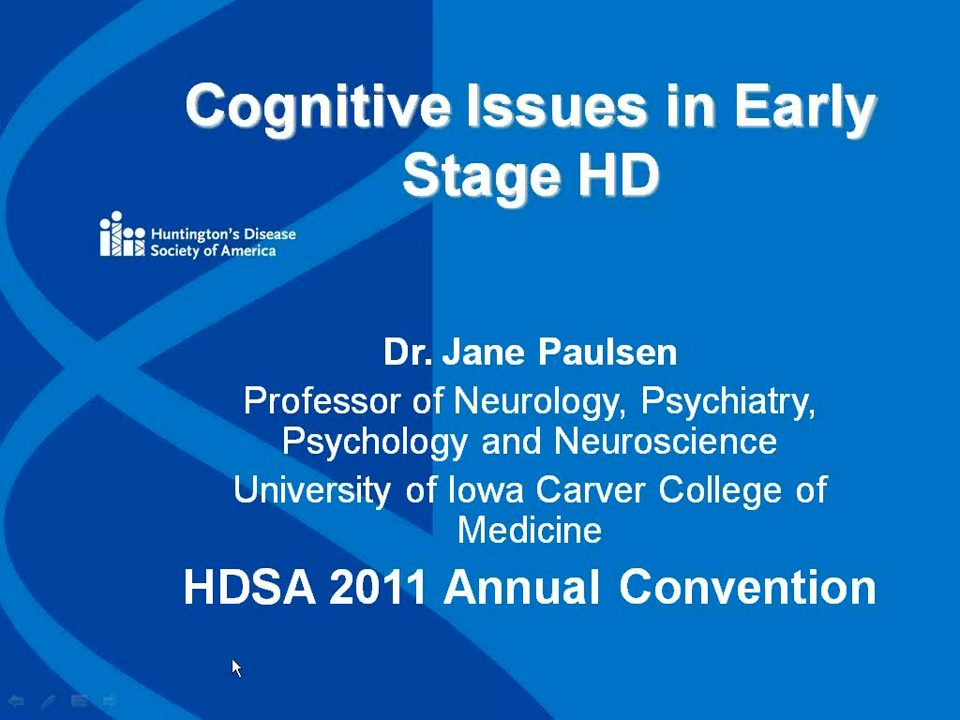 Cognitive Issues in Early
Stage HD
Huntington's Disease
Society of America
Dr. Jane Paulsen
Professor of Neurology, Psychiatry,
Psychology and Neuroscience
University of Iowa Carver College of
Medicine
HDSA 2011 Annual Convention